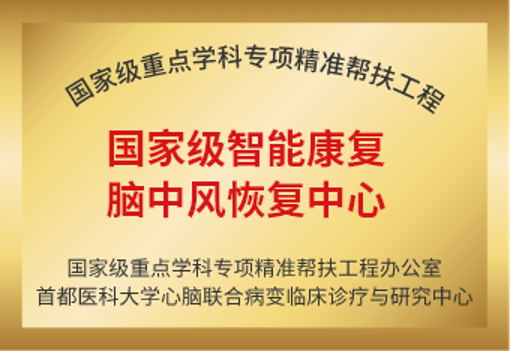 国家级重点学科专项精准帮扶工程
国家级智能康复
脑中风恢复中心
国家级重点学科专项精准帮扶工程办公室
首都医科大学心脑联合病变临床诊疗与研究中心